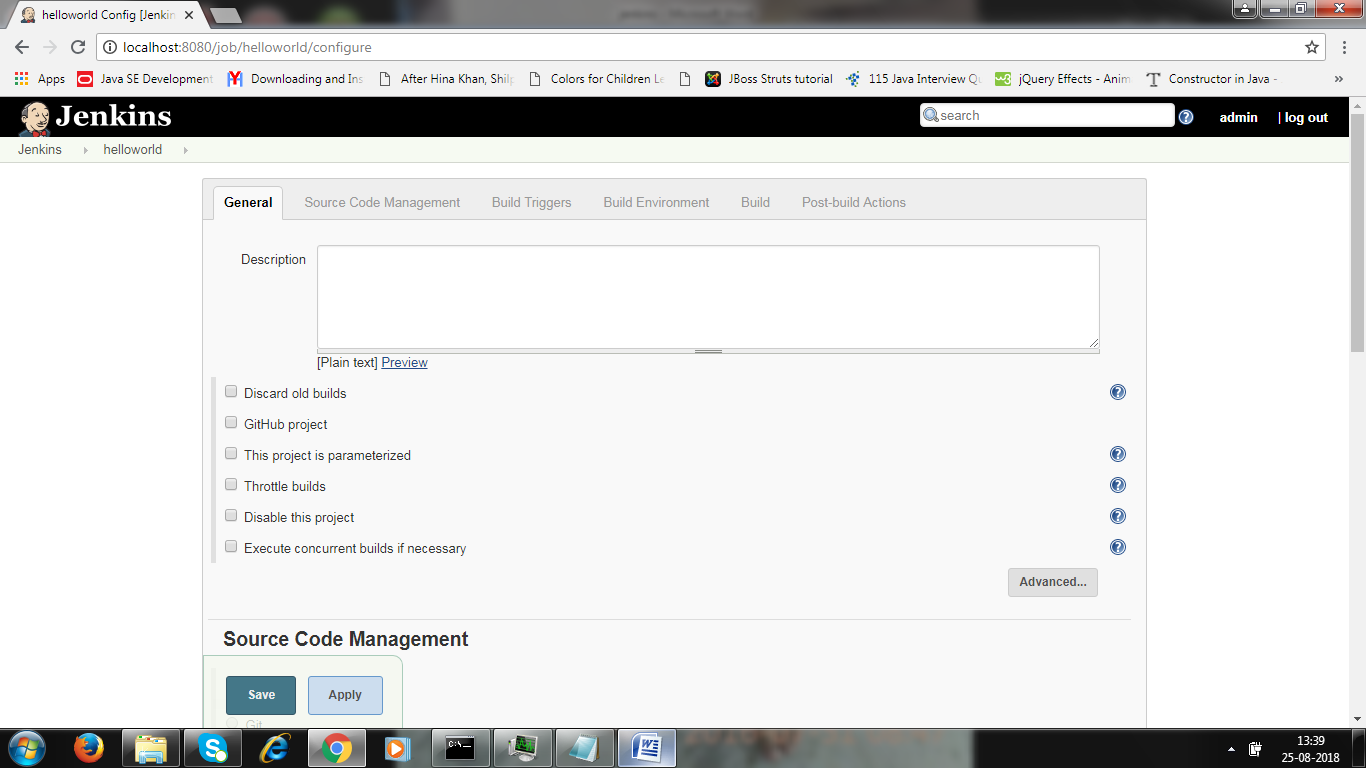 helloworld Config [Jenkin
localhost:8080/job/helloworld/configure
Apps Java SE Development Downloading and Ins After Hina Khan, Shilp Colors for Children Le JBoss Struts tutorial 115 Java Interview Qu jQuery Effects - Anim Constructor in Java - »
Jenkins search admin | log out
Jenkins helloworld
General Source Code Management Build Triggers Build Environment Build Post-build Actions
Description
[Plain text] Preview
Discard old builds
GitHub project
This project is parameterized
Throttle builds
Disable this project
Execute concurrent builds if necessary
Advanced...
Source Code Management
Save Apply
Git
13:39
25-08-2018